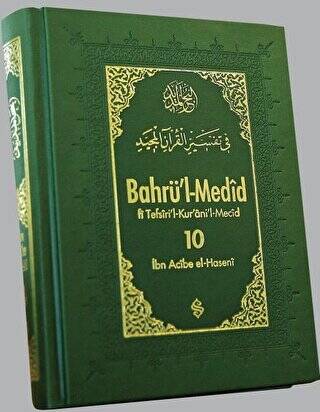 البحر المديد
في تفسير القرآن المجيد
Bahrü'l-Medîd
fî Tefsîri'l-Kur'âni'l-Mecîd
10
İbn Acîbe el-Hasenî